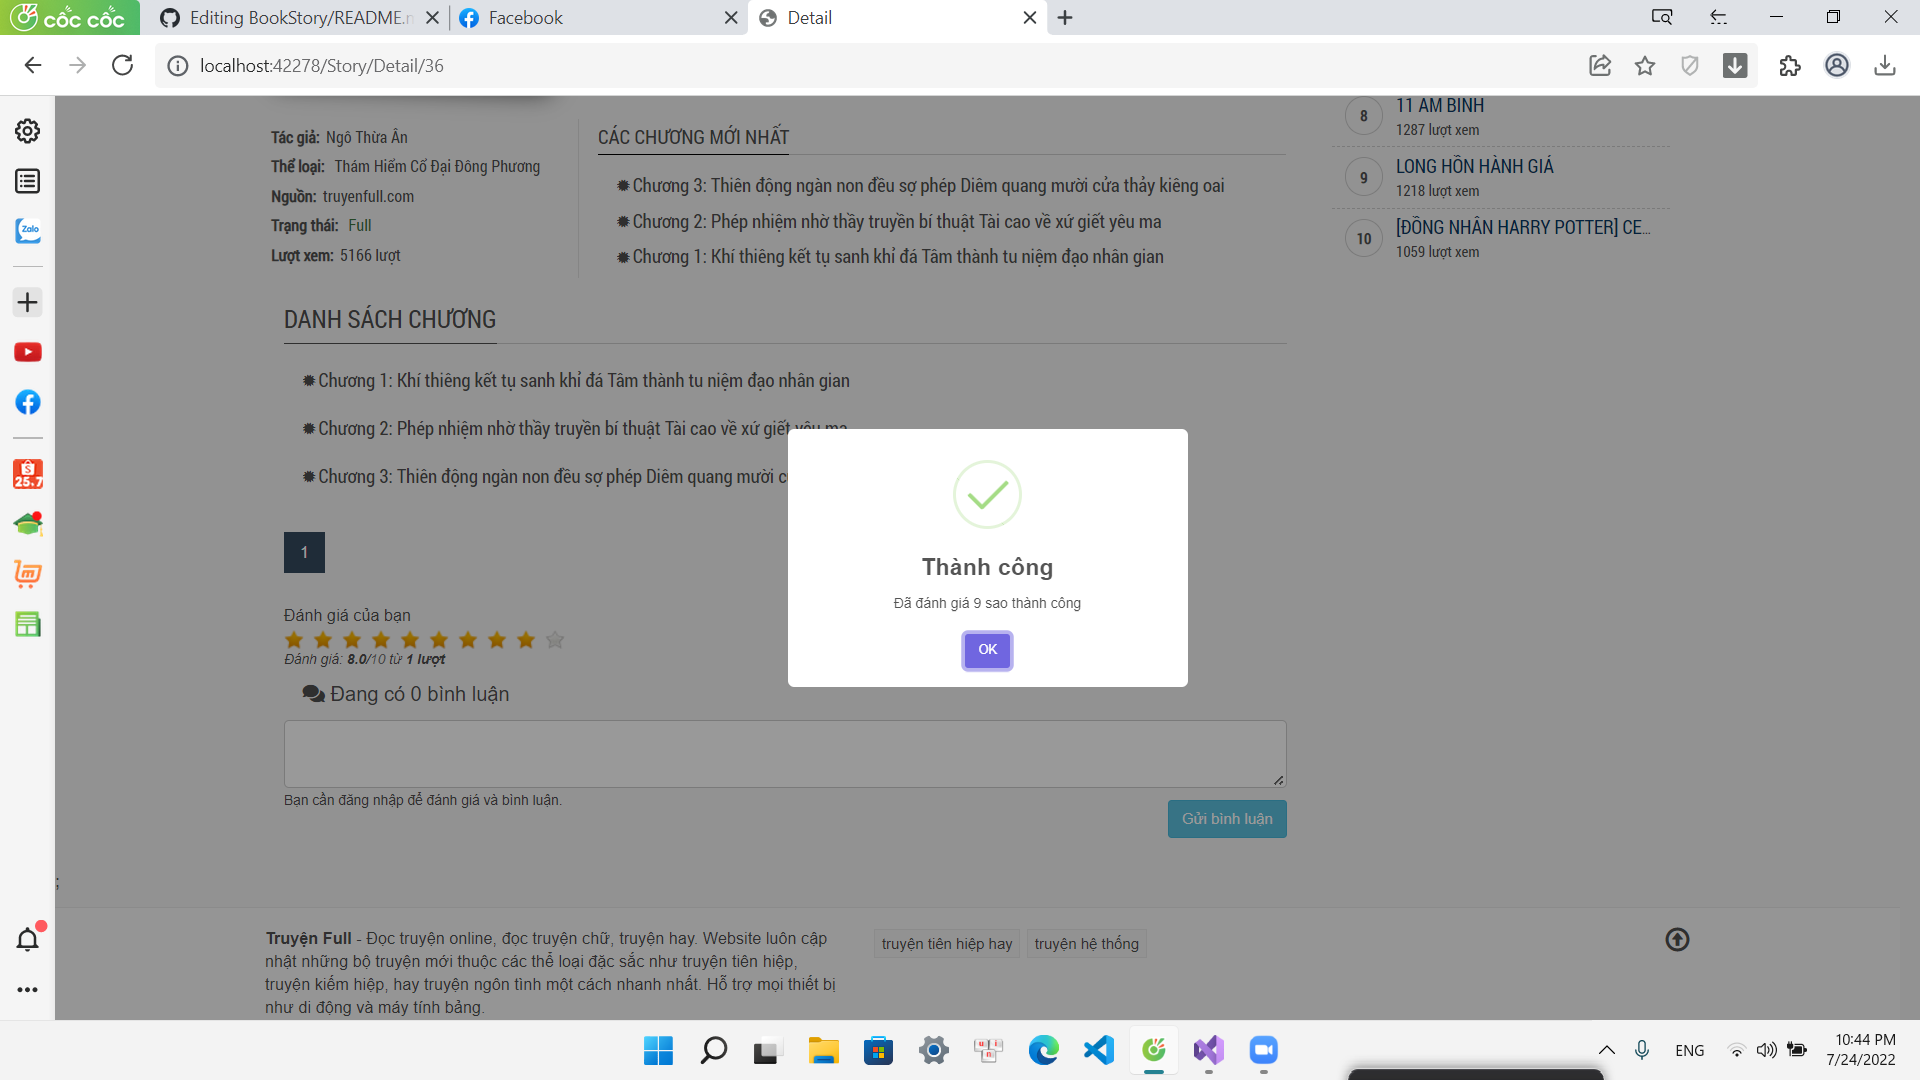 cốc cốc
Editing BookStory/README.m
Facebook
Detail
localhost:42278/Story/Detail/36
Zalo
25.7
Tác giả: Ngô Thừa Ân
Thể loại: Thám Hiểm Cổ Đại Đông Phương
Nguồn: truyenfull.com
Trạng thái: Full
Lượt xem: 5166 lượt
CÁC CHƯƠNG MỚI NHẤT
Chương 3: Thiên động ngàn non đều sợ phép Diêm quang mười cửa thảy kiêng oai
Chương 2: Phép nhiệm nhờ thầy truyền bí thuật Tài cao về xứ giết yêu ma
Chương 1: Khí thiêng kết tụ sanh khỉ đá Tâm thành tu niệm đạo nhân gian
8
11 ÂM BINH
1287 lượt xem
9
LONG HỒN HÀNH GIẢ
1218 lượt xem
10
[ĐỒNG NHÂN HARRY POTTER] CE...
1059 lượt xem
DANH SÁCH CHƯƠNG
Chương 1: Khí thiêng kết tụ sanh khỉ đá Tâm thành tu niệm đạo nhân gian
Chương 2: Phép nhiệm nhờ thầy truyền bí thuật Tài cao về xứ giết yêu ma
Chương 3: Thiên động ngàn non đều sợ phép Diêm quang mười c
1
Thành công
Đã đánh giá 9 sao thành công
OK
Đánh giá của bạn
Đánh giá: 8.0/10 từ 1 lượt
Đang có 0 bình luận
Bạn cần đăng nhập để đánh giá và bình luận.
Gửi bình luận
;
Truyện Full - Đọc truyện online, đọc truyện chữ, truyện hay. Website luôn cập
nhật những bộ truyện mới thuộc các thể loại đặc sắc như truyện tiên hiệp,
truyện kiếm hiệp, hay truyện ngôn tình một cách nhanh nhất. Hỗ trợ mọi thiết bị
như di động và máy tính bảng.
truyện tiên hiệp hay
truyện hệ thống
ENG
10:44 PM
7/24/2022